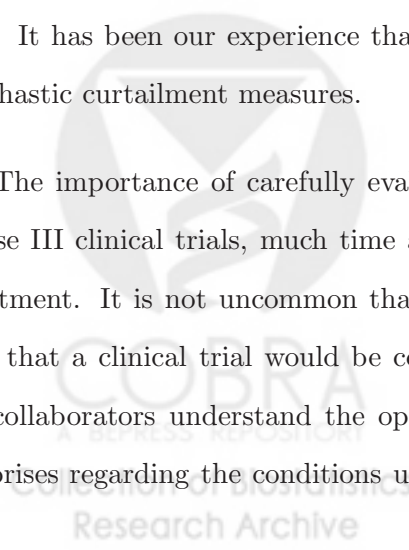 It has been our experience tha
hastic curtailment measures.
The importance of carefully eva
se III clinical trials, much time a
tment. It is not uncommon tha
that a clinical trial would be c
COBRA
collaborators understand the op
A BEPRESS REPOSITORY
rises regarding the conditions u
Collection of Biostatistics
Research Archive